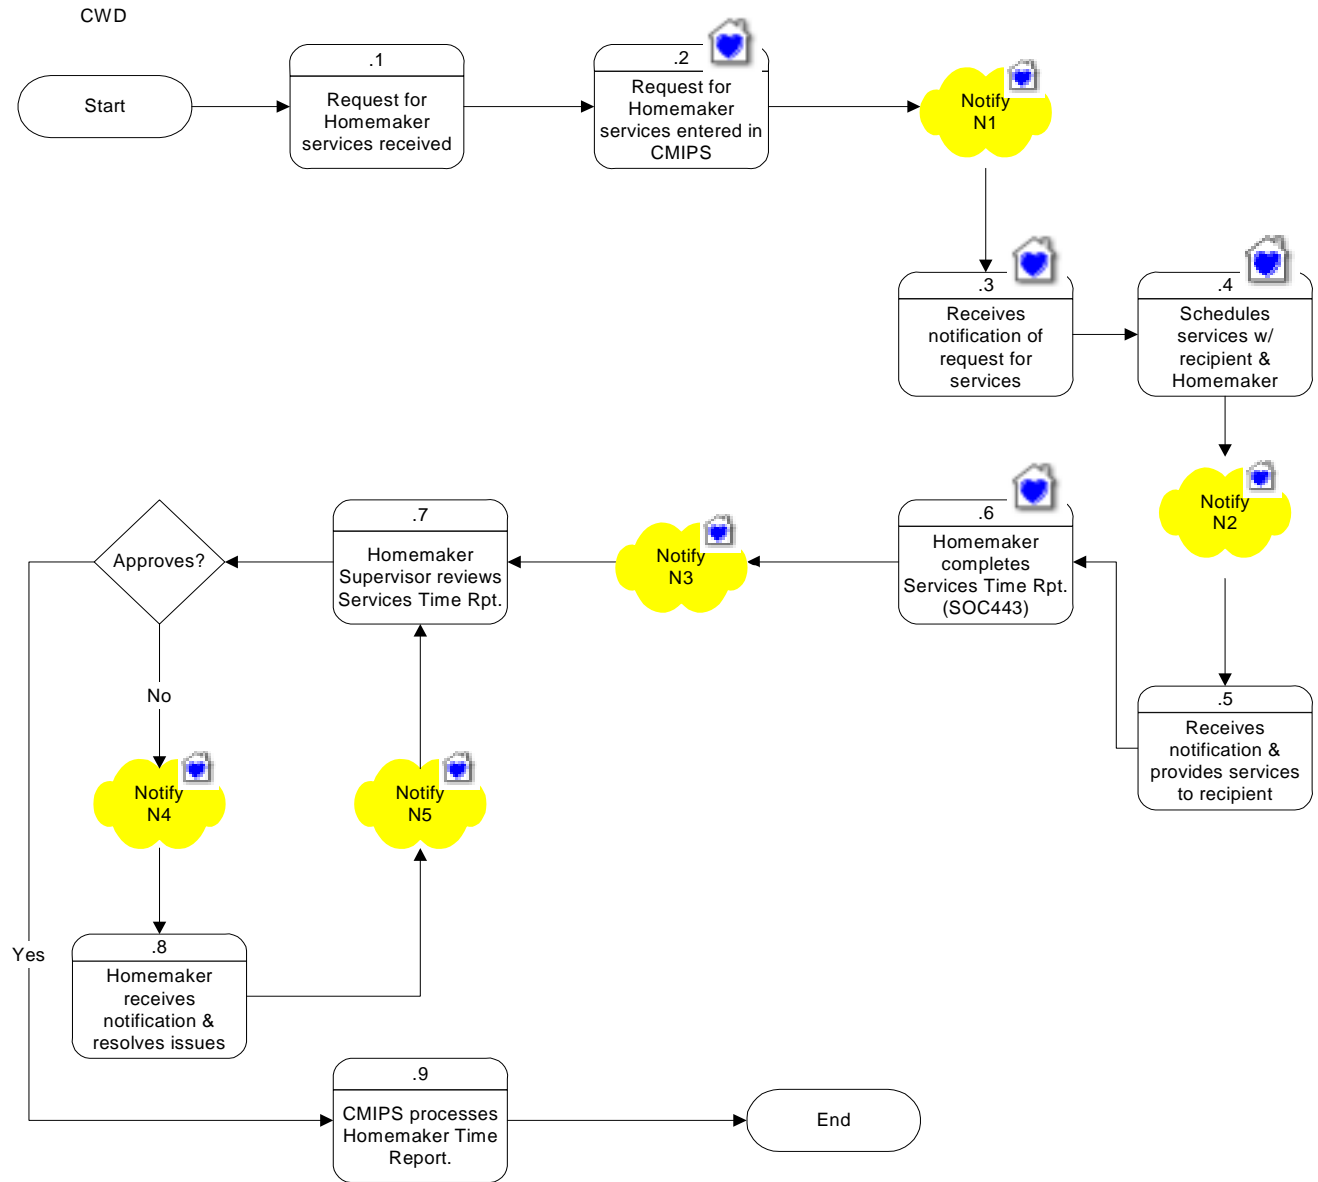 CWD
Start
.1
Request for
Homemaker
services received
.2
Request for
Homemaker
services entered in
CMIPS
Notify
N1
.3
Receives
notification of
request for
services
.4
Schedules
services w/
recipient &
Homemaker
Notify
N2
.5
Receives
notification &
provides services
to recipient
.6
Homemaker
completes
Services Time Rpt.
(SOC443)
Notify
N3
.7
Homemaker
Supervisor reviews
Services Time Rpt.
Approves?
No
Notify
N4
Notify
N5
Yes
.8
Homemaker
receives
notification &
resolves issues
.9
CMIPS processes
Homemaker Time
Report.
End